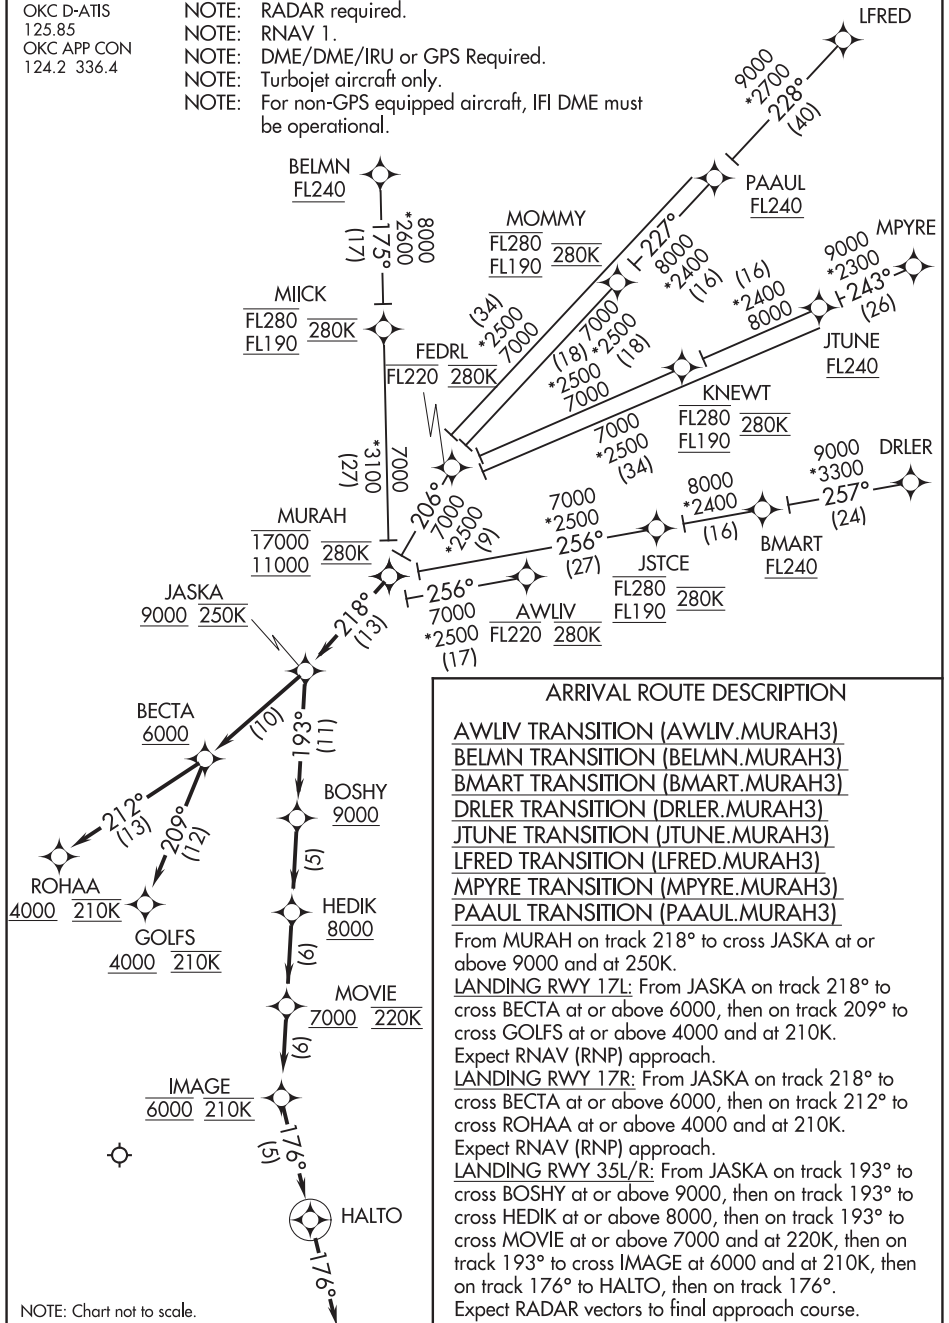 OKC D-ATIS
125.85
OKC APP CON
124.2 336.4
NOTE: RADAR required.
NOTE: RNAV 1.
NOTE: DME/DME/IRU or GPS Required.
NOTE: Turbojet aircraft only.
NOTE: For non-GPS equipped aircraft, IFI DME must
be operational.
LFRED
9000
*2700
228°
(40)
BELMN
FL240
8000
*2600
175°
(17)
PAAUL
FL240
MOMMY
FL280
FL190
280K
227°
8000
*2400
(16)
MPYRE
9000
*2300
243°
(26)
(16)
*2400
8000
JTUNE
FL240
MIICK
FL280
FL190
280K
(34)
*2500
7000
7000
*2500
(18)
(18)
*2500
7000
FEDRL
FL220 280K
KNEWT
FL280
FL190
280K
7000
*2500
(34)
7000
*3100
(27)
206°
7000
*2500
(9)
DRLER
9000
*3300
257°
(24)
8000
*2400
(16)
BMART
FL240
7000
*2500
256°
(27)
JSTCE
FL280
FL190
280K
MURAH
17000
11000
280K
256°
7000
*2500
(17)
AWLIV
FL220 280K
JASKA
9000 250K
218°
(13)
BECTA
6000
(10)
193°
(11)
BOSHY
9000
212°
(13)
209°
(12)
(5)
ROHAA
4000 210K
GOLFS
4000 210K
HEDIK
8000
(6)
MOVIE
7000 220K
(6)
IMAGE
6000 210K
176°
(5)
HALTO
176°
NOTE: Chart not to scale.
ARRIVAL ROUTE DESCRIPTION
AWLIV TRANSITION (AWLIV.MURAH3)
BELMN TRANSITION (BELMN.MURAH3)
BMART TRANSITION (BMART.MURAH3)
DRLER TRANSITION (DRLER.MURAH3)
JTUNE TRANSITION (JTUNE.MURAH3)
LFRED TRANSITION (LFRED.MURAH3)
MPYRE TRANSITION (MPYRE.MURAH3)
PAAUL TRANSITION (PAAUL.MURAH3)
From MURAH on track 218° to cross JASKA at or
above 9000 and at 250K.
LANDING RWY 17L: From JASKA on track 218° to
cross BECTA at or above 6000, then on track 209° to
cross GOLFS at or above 4000 and at 210K.
Expect RNAV (RNP) approach.
LANDING RWY 17R: From JASKA on track 218° to
cross BECTA at or above 6000, then on track 212° to
cross ROHAA at or above 4000 and at 210K.
Expect RNAV (RNP) approach.
LANDING RWY 35L/R: From JASKA on track 193° to
cross BOSHY at or above 9000, then on track 193° to
cross HEDIK at or above 8000, then on track 193° to
cross MOVIE at or above 7000 and at 220K, then on
track 193° to cross IMAGE at 6000 and at 210K, then
on track 176° to HALTO, then on track 176°.
Expect RADAR vectors to final approach course.